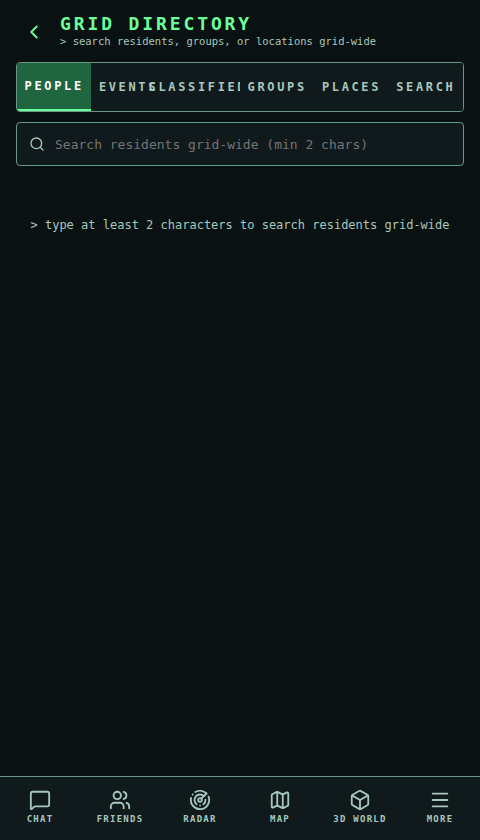 GRID DIRECTORY
> search residents, groups, or locations grid-wide
PEOPLE EVENTS CLASSIFIE GROUPS PLACES SEARCH
Search residents grid-wide (min 2 chars)
> type at least 2 characters to search residents grid-wide
CHAT FRIENDS RADAR MAP 3D WORLD MORE